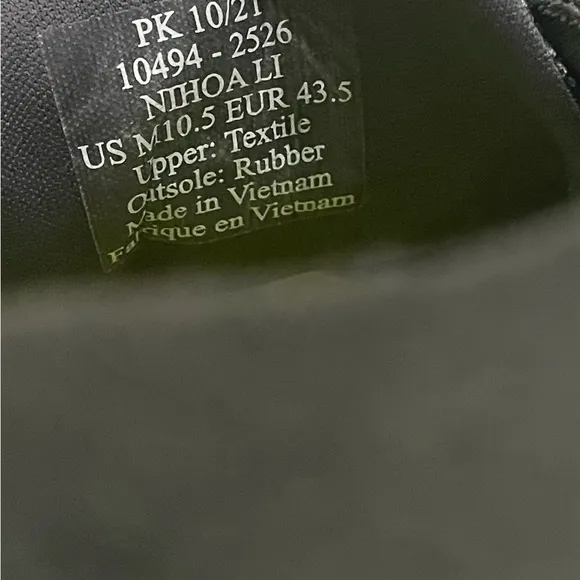 PK 10/21
10494 - 2526
NIHOA LI
US M10.5 EUR 43.5
Upper: Textile
Outsole: Rubber
Made in Vietnam
Fabrique en Vietnam